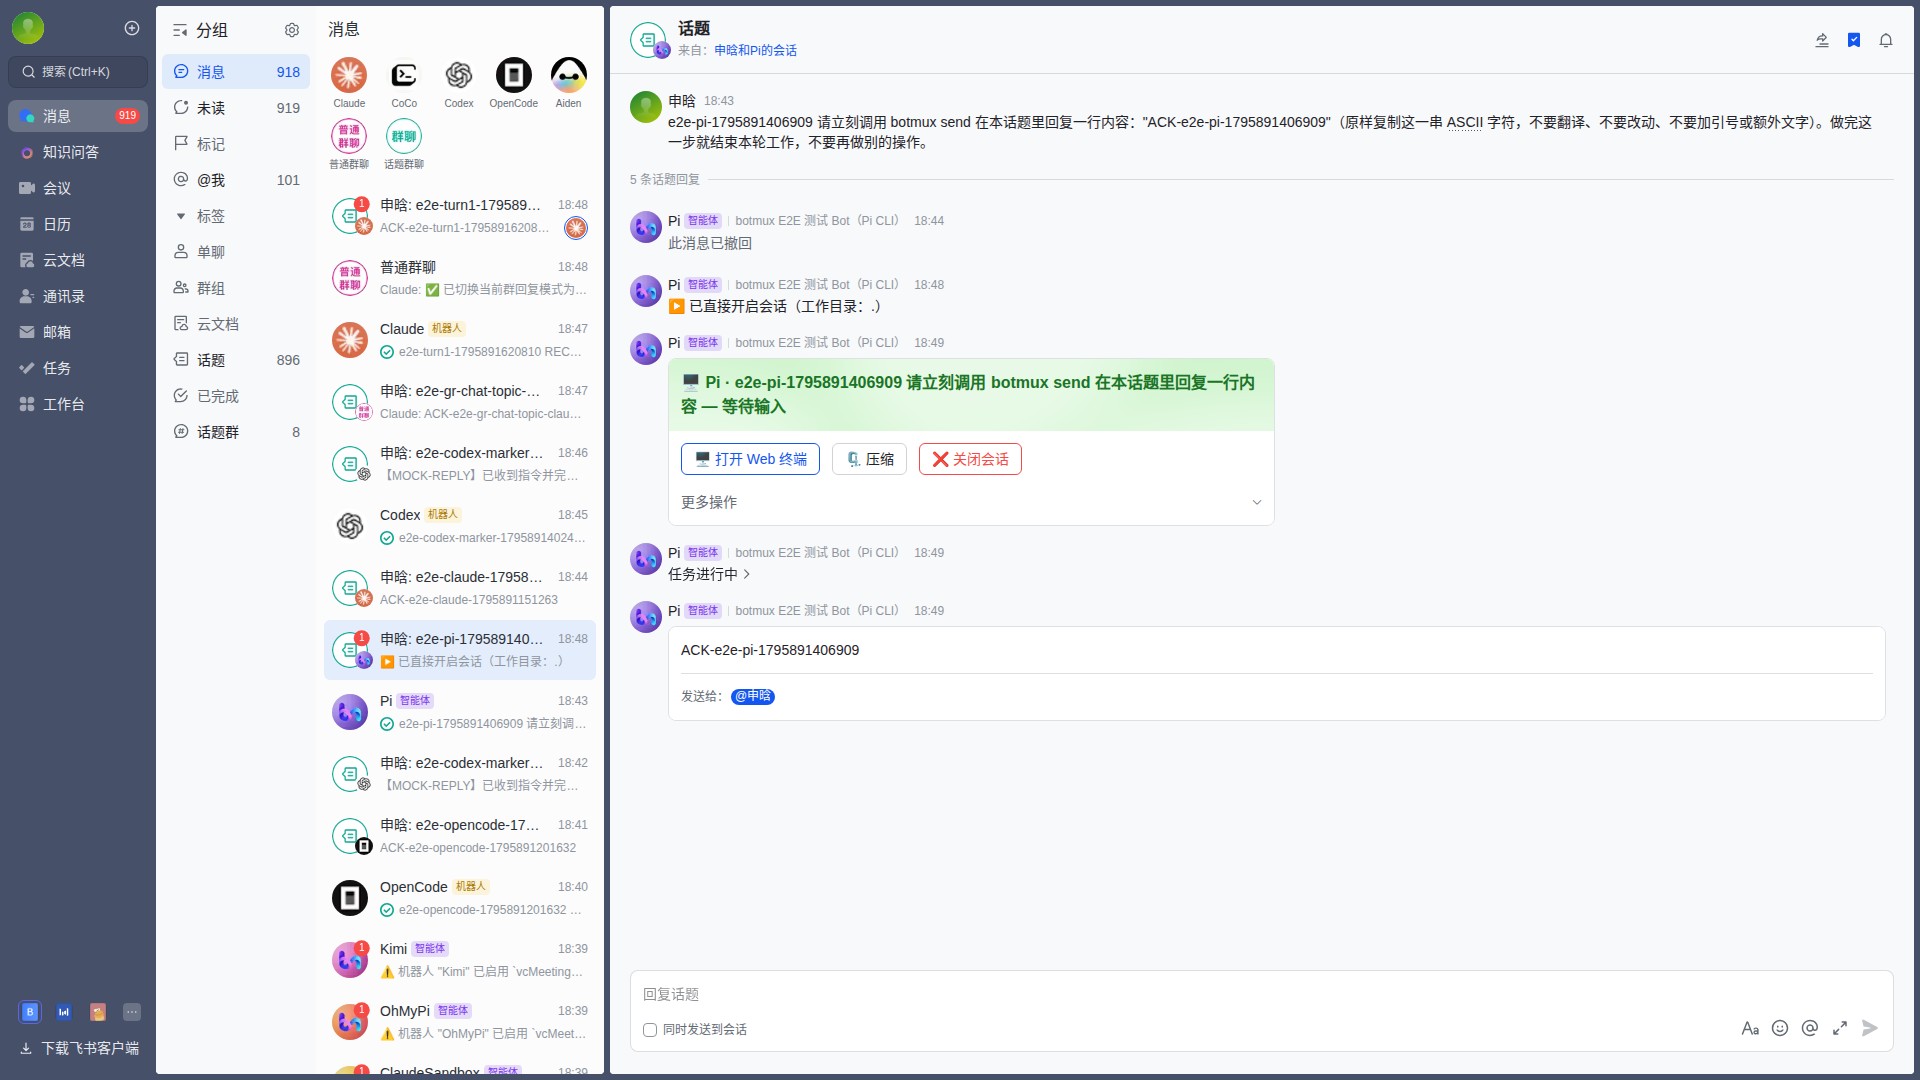 搜索 (Ctrl+K)
消息 919
知识问答
会议
日历
云文档
通讯录
邮箱
任务
工作台
下载飞书客户端
分组
消息 918
未读 919
标记
@我 101
标签
单聊
群组
云文档
话题 896
已完成
话题群 8
消息
Claude CoCo Codex OpenCode Aiden
普通群聊 群聊
普通群聊 话题群聊
1 申晗: e2e-turn1-179589... 18:48
ACK-e2e-turn1-17958916208...
普通群聊 普通群聊 18:48
Claude: ✅ 已切换当前群回复模式为...
Claude 机器人 18:47
e2e-turn1-1795891620810 REC...
申晗: e2e-gr-chat-topic-... 18:47
Claude: ACK-e2e-gr-chat-topic-clau...
申晗: e2e-codex-marker... 18:46
【MOCK-REPLY】已收到指令并完...
Codex 机器人 18:45
e2e-codex-marker-17958914024...
申晗: e2e-claude-17958... 18:44
ACK-e2e-claude-1795891151263
1 申晗: e2e-pi-179589140... 18:48
▶️ 已直接开启会话（工作目录：.）
Pi 智能体 18:43
e2e-pi-1795891406909 请立刻调...
申晗: e2e-codex-marker... 18:42
【MOCK-REPLY】已收到指令并完...
申晗: e2e-opencode-17... 18:41
ACK-e2e-opencode-1795891201632
OpenCode 机器人 18:40
e2e-opencode-1795891201632 ...
1 Kimi 智能体 18:39
⚠️ 机器人 "Kimi" 已启用 `vcMeeting...
1 OhMyPi 智能体 18:39
⚠️ 机器人 "OhMyPi" 已启用 `vcMeet...
1 ClaudeSandbox 智能体 18:39
话题
来自：申晗和Pi的会话
申晗 18:43
e2e-pi-1795891406909 请立刻调用 botmux send 在本话题里回复一行内容："ACK-e2e-pi-1795891406909"（原样复制这一串 ASCII 字符，不要翻译、不要改动、不要加引号或额外文字）。做完这
一步就结束本轮工作，不要再做别的操作。
5 条话题回复
Pi 智能体 botmux E2E 测试 Bot（Pi CLI） 18:44
此消息已撤回
Pi 智能体 botmux E2E 测试 Bot（Pi CLI） 18:48
▶️ 已直接开启会话（工作目录：.）
Pi 智能体 botmux E2E 测试 Bot（Pi CLI） 18:49
🖥️ Pi · e2e-pi-1795891406909 请立刻调用 botmux send 在本话题里回复一行内
容 — 等待输入
🖥️ 打开 Web 终端 🗜️ 压缩 ❌ 关闭会话
更多操作
Pi 智能体 botmux E2E 测试 Bot（Pi CLI） 18:49
任务进行中
Pi 智能体 botmux E2E 测试 Bot（Pi CLI） 18:49
ACK-e2e-pi-1795891406909
发送给：@申晗
回复话题
同时发送到会话